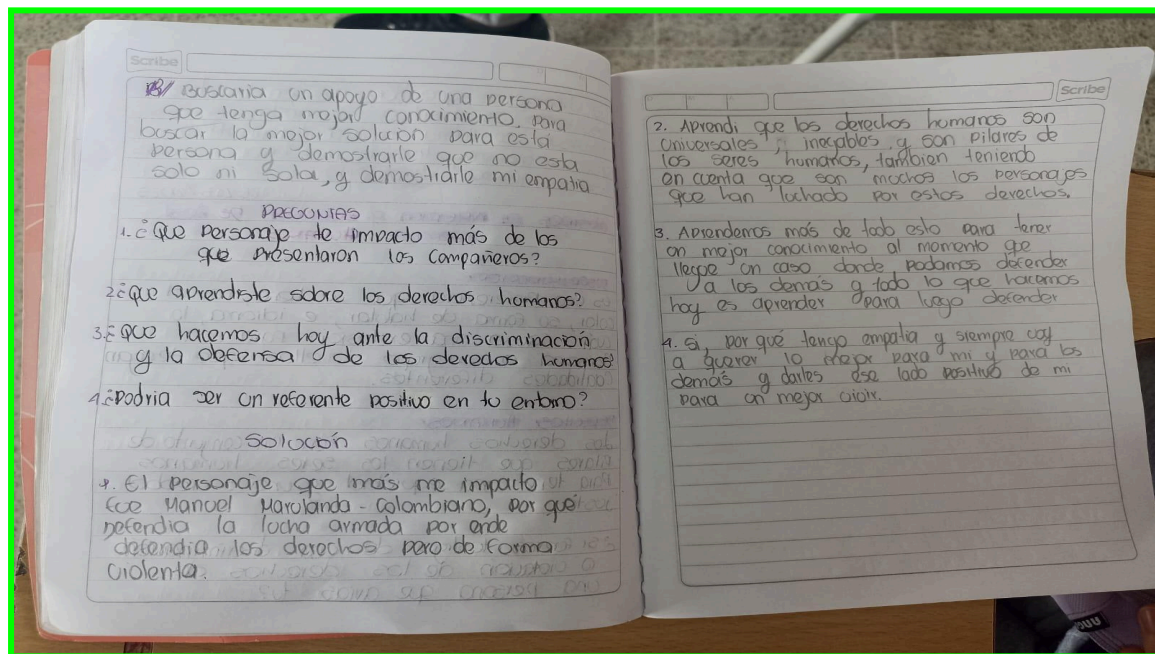 Scribe
Buscaria un apoyo de una persona
que tenga mejor conocimiento para
buscar la mejor solución para esta
persona y demostrarle que no esta
solo ni sola, y demostrarle mi empatia
PREGUNTAS
1. ¿Que personaje te impacto más de los
que presentaron los compañeros?
2 ¿que aprendiste sobre los derechos humanos?
3. ¿Que hacemos hoy ante la discriminación
y la defensa de los derechos humanos?
4 ¿podria ser un referente positivo en tu entorno?
Solución
1. El personaje que más me impacto
fue Manuel Marulanda - Colombiano, por que
defendia la lucha armada por ende
defendia los derechos pero de forma
violenta.
Scribe
2. Aprendi que los derechos humanos son
universales, inegables y son pilares de
los seres humanos, tambien teniendo
en cuenta que son muchos los personajes
que han luchado por estos derechos.
3. Aprendemos más de todo esto para tener
un mejor conocimiento al momento que
llegue un caso donde podamos defender
a los demás y todo lo que hacemos
hoy es aprender para luego defender
4. si, por qué tengo empatia y siempre voy
a querer lo mejor para mi y para los
demás y darles ese lado positivo de mi
para un mejor vivir.